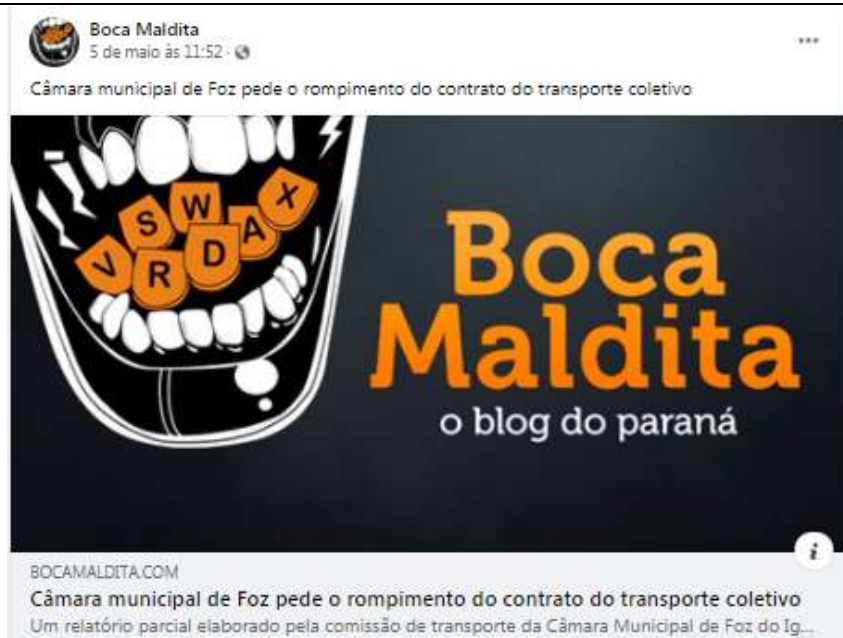 Boca Maldita
5 de maio às 11:52 ·
Câmara municipal de Foz pede o rompimento do contrato do transporte coletivo
V S W R D A X
Boca
Maldita
o blog do paraná
i
BOCAMALDITA.COM
Câmara municipal de Foz pede o rompimento do contrato do transporte coletivo
Um relatório parcial elaborado pela comissão de transporte da Câmara Municipal de Foz do Ig...